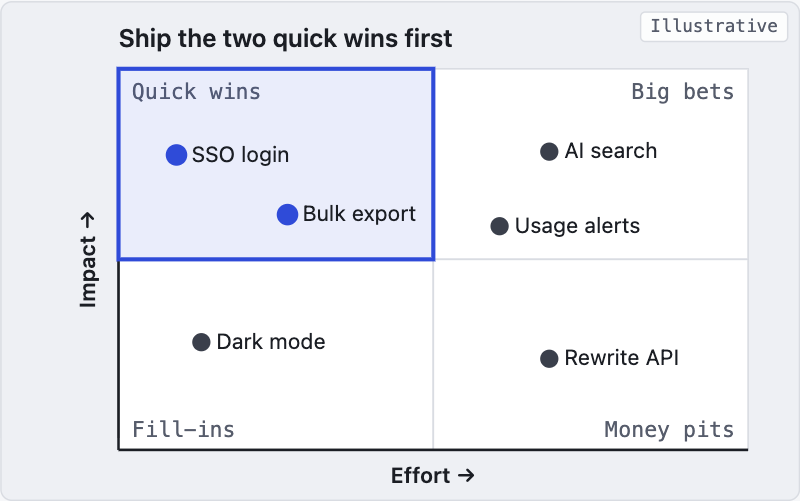 Ship the two quick wins first
Illustrative
Quick wins
Big bets
SSO login
AI search
Bulk export
Usage alerts
Impact →
Dark mode
Rewrite API
Fill-ins
Money pits
Effort →